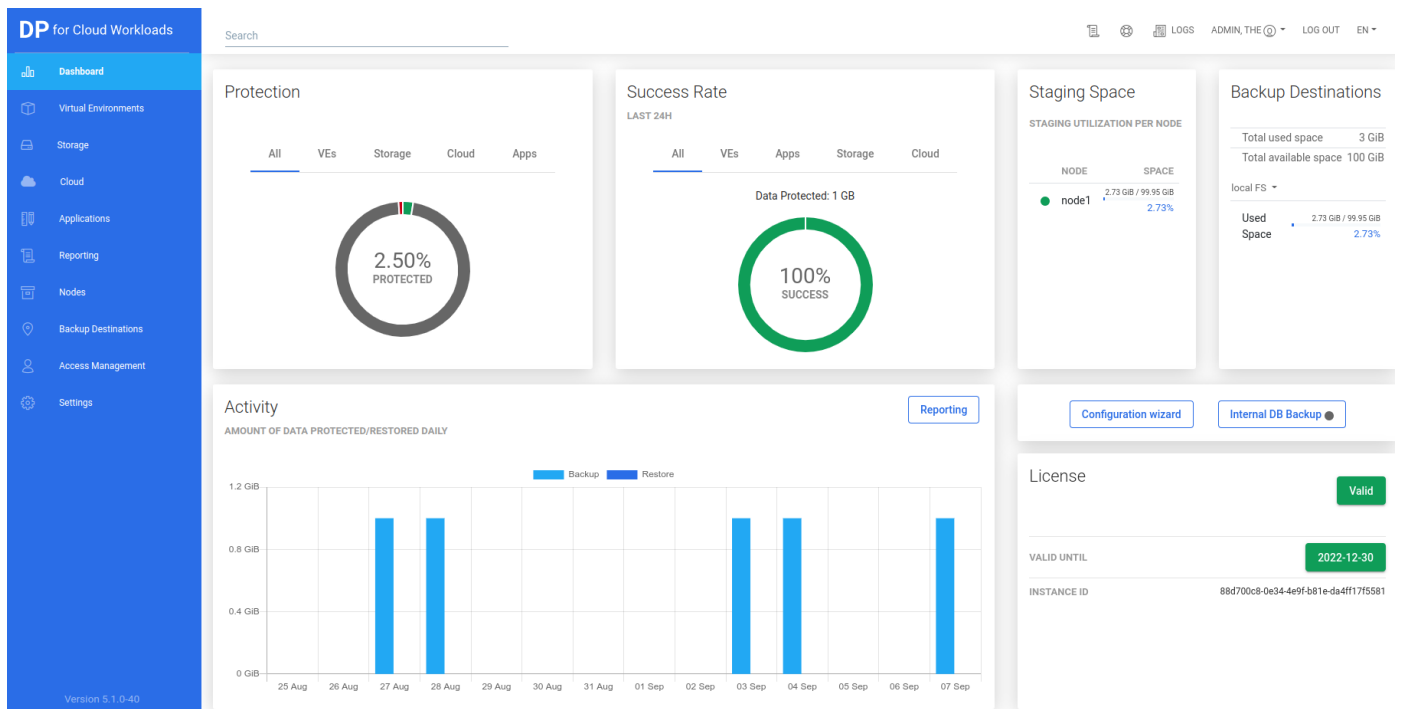 DP for Cloud Workloads
Search
LOGS
ADMIN, THE
LOG OUT
EN
Dashboard
Virtual Environments
Storage
Cloud
Applications
Reporting
Nodes
Backup Destinations
Access Management
Settings
Version 5.1.0-40
Protection
All VEs Storage Cloud Apps
2.50%
PROTECTED
Success Rate
LAST 24H
All VEs Apps Storage Cloud
Data Protected: 1 GB
100%
SUCCESS
Staging Space
STAGING UTILIZATION PER NODE
NODE SPACE
node1 2.73 GiB / 99.95 GiB
2.73%
Backup Destinations
Total used space 3 GiB
Total available space 100 GiB
local FS
Used Space 2.73 GiB / 99.95 GiB
2.73%
Activity
AMOUNT OF DATA PROTECTED/RESTORED DAILY
Reporting
Backup Restore
1.2 GiB
0.8 GiB
0.4 GiB
0 GiB
25 Aug 26 Aug 27 Aug 28 Aug 29 Aug 30 Aug 31 Aug 01 Sep 02 Sep 03 Sep 04 Sep 05 Sep 06 Sep 07 Sep
Configuration wizard
Internal DB Backup
License
Valid
VALID UNTIL 2022-12-30
INSTANCE ID 88d700c8-0e34-4e9f-b81e-da4ff17f5581